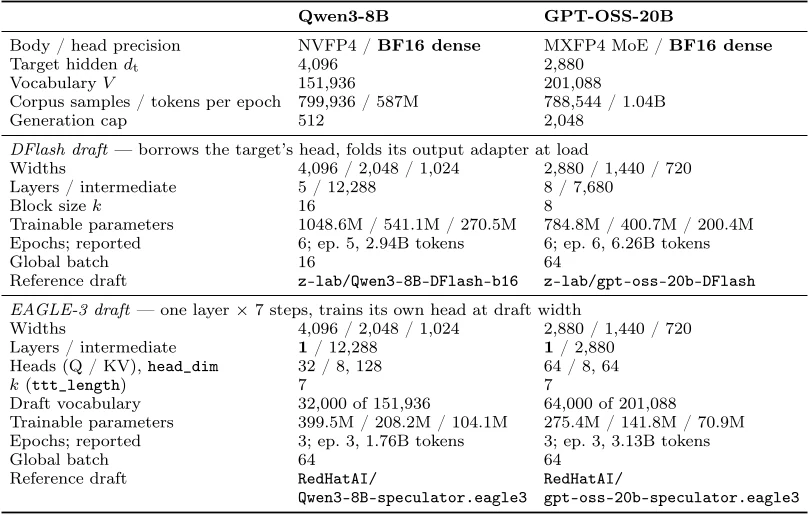 Qwen3-8B GPT-OSS-20B
Body / head precision NVFP4 / BF16 dense MXFP4 MoE / BF16 dense
Target hidden dt 4,096 2,880
Vocabulary V 151,936 201,088
Corpus samples / tokens per epoch 799,936 / 587M 788,544 / 1.04B
Generation cap 512 2,048
DFlash draft — borrows the target's head, folds its output adapter at load
Widths 4,096 / 2,048 / 1,024 2,880 / 1,440 / 720
Layers / intermediate 5 / 12,288 8 / 7,680
Block size k 16 8
Trainable parameters 1048.6M / 541.1M / 270.5M 784.8M / 400.7M / 200.4M
Epochs; reported 6; ep. 5, 2.94B tokens 6; ep. 6, 6.26B tokens
Global batch 16 64
Reference draft z-lab/Qwen3-8B-DFlash-b16 z-lab/gpt-oss-20b-DFlash
EAGLE-3 draft — one layer × 7 steps, trains its own head at draft width
Widths 4,096 / 2,048 / 1,024 2,880 / 1,440 / 720
Layers / intermediate 1 / 12,288 1 / 2,880
Heads (Q / KV), head_dim 32 / 8, 128 64 / 8, 64
k (ttt_length) 7 7
Draft vocabulary 32,000 of 151,936 64,000 of 201,088
Trainable parameters 399.5M / 208.2M / 104.1M 275.4M / 141.8M / 70.9M
Epochs; reported 3; ep. 3, 1.76B tokens 3; ep. 3, 3.13B tokens
Global batch 64 64
Reference draft RedHatAI/ RedHatAI/
Qwen3-8B-speculator.eagle3 gpt-oss-20b-speculator.eagle3